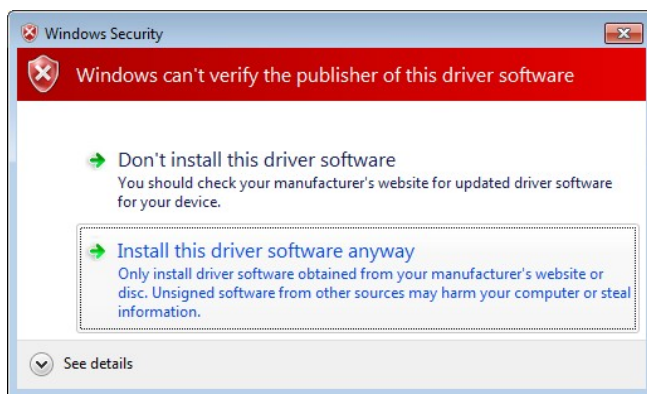 Windows Security
Windows can't verify the publisher of this driver software
Don't install this driver software
You should check your manufacturer's website for updated driver software
for your device.
Install this driver software anyway
Only install driver software obtained from your manufacturer's website or
disc. Unsigned software from other sources may harm your computer or steal
information.
See details